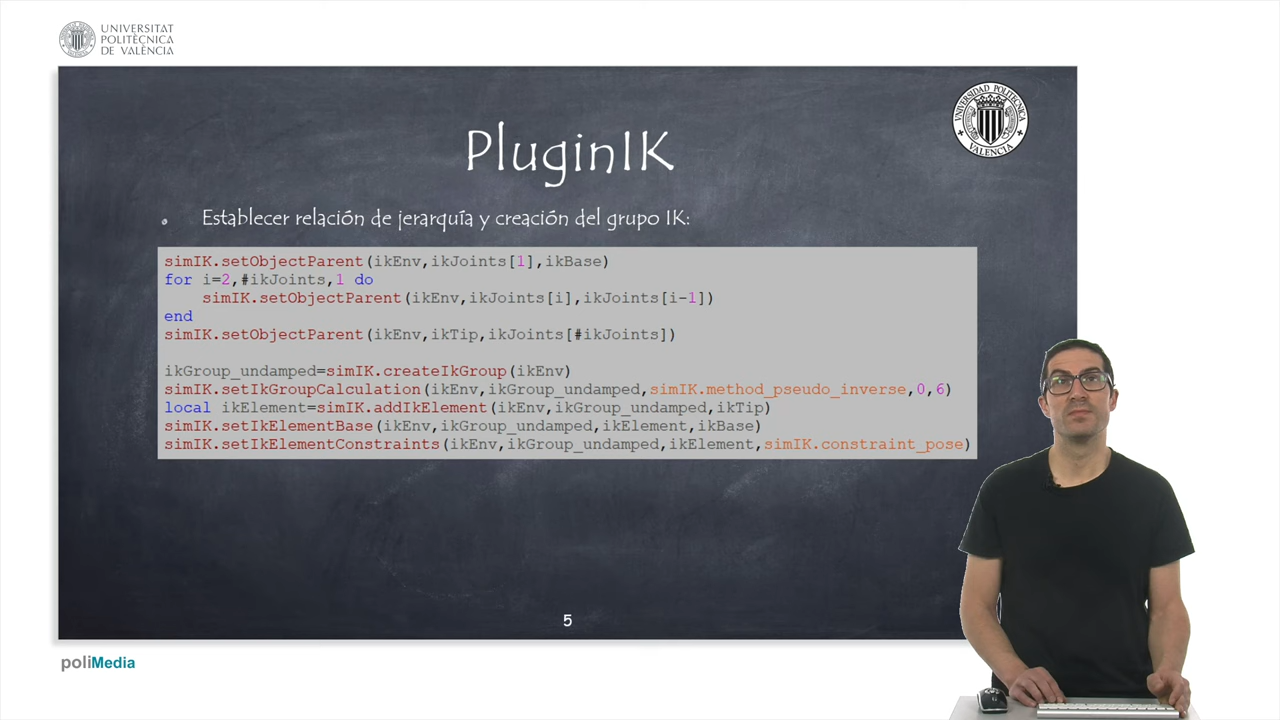 UNIVERSITAT
POLITÈCNICA
DE VALÈNCIA
UNIVERSIDAD POLITECNICA
VALENCIA
PluginIK
Establecer relación de jerarquía y creación del grupo IK:
simIK.setObjectParent(ikEnv,ikJoints[1],ikBase)
for i=2,#ikJoints,1 do
    simIK.setObjectParent(ikEnv,ikJoints[i],ikJoints[i-1])
end
simIK.setObjectParent(ikEnv,ikTip,ikJoints[#ikJoints])
ikGroup_undamped=simIK.createIkGroup(ikEnv)
simIK.setIkGroupCalculation(ikEnv,ikGroup_undamped,simIK.method_pseudo_inverse,0,6)
local ikElement=simIK.addIkElement(ikEnv,ikGroup_undamped,ikTip)
simIK.setIkElementBase(ikEnv,ikGroup_undamped,ikElement,ikBase)
simIK.setIkElementConstraints(ikEnv,ikGroup_undamped,ikElement,simIK.constraint_pose)
5
poliMedia